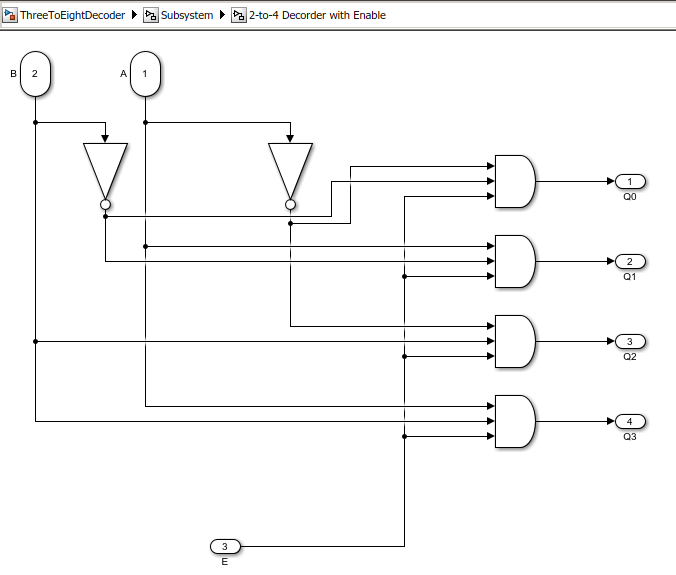 ThreeToEightDecoder Subsystem 2-to-4 Decorder with Enable
B 2 A 1
1
Q0
2
Q1
3
Q2
4
Q3
3
E